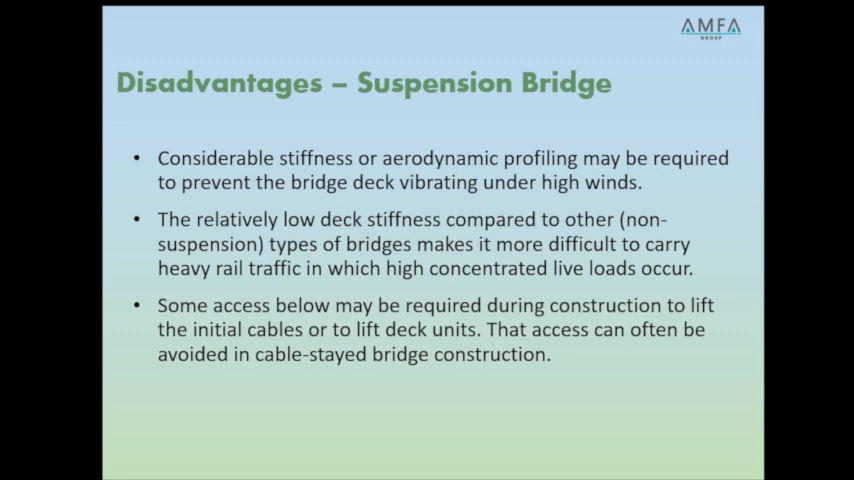 AMFA
GROUP
Disadvantages – Suspension Bridge
• Considerable stiffness or aerodynamic profiling may be required
to prevent the bridge deck vibrating under high winds.
• The relatively low deck stiffness compared to other (non-
suspension) types of bridges makes it more difficult to carry
heavy rail traffic in which high concentrated live loads occur.
• Some access below may be required during construction to lift
the initial cables or to lift deck units. That access can often be
avoided in cable-stayed bridge construction.